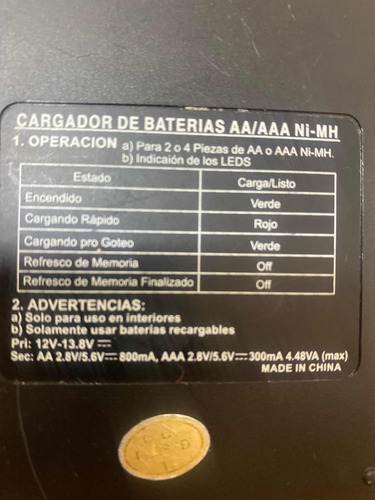 CARGADOR DE BATERIAS AA/AAA Ni-MH
1. OPERACION a) Para 2 o 4 Piezas de AA o AAA Ni-MH.
b) Indicaión de los LEDS
Estado Carga/Listo
Encendido Verde
Cargando Rápido Rojo
Cargando pro Goteo Verde
Refresco de Memoria Off
Refresco de Memoria Finalizado Off
2. ADVERTENCIAS:
a) Solo para uso en interiores
b) Solamente usar baterías recargables
Pri: 12V-13.8V
Sec: AA 2.8V/5.6V 800mA, AAA 2.8V/5.6V 300mA 4.48VA (max)
MADE IN CHINA